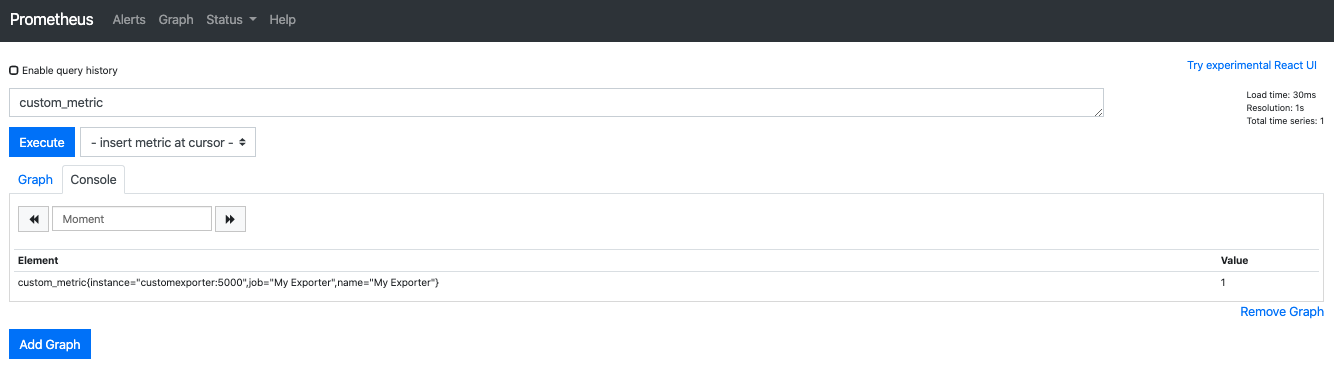 Prometheus Alerts Graph Status Help
Enable query history
Try experimental React UI
custom_metric
Load time: 30ms
Resolution: 1s
Total time series: 1
Execute - insert metric at cursor -
Graph Console
Moment
Element Value
custom_metric{instance="customexporter:5000",job="My Exporter",name="My Exporter"} 1
Remove Graph
Add Graph